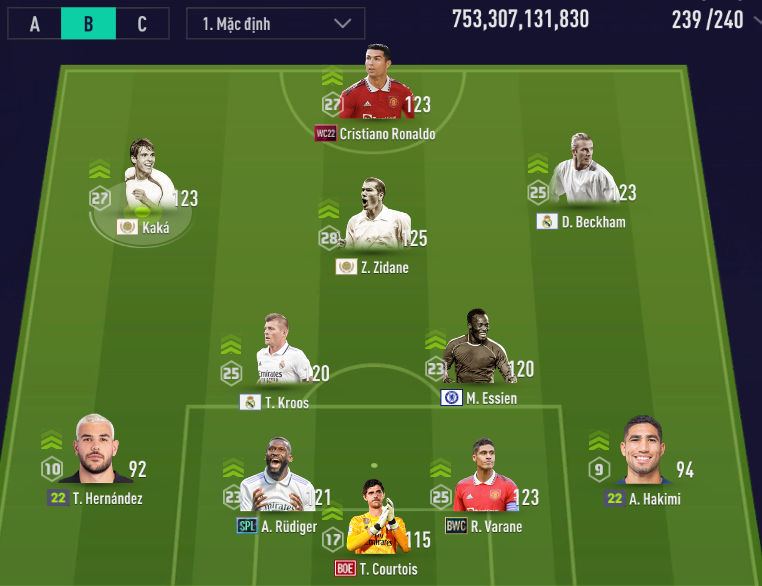 A B C 1. Mặc định 753,307,131,830 239 /240
27 123
WC22 Cristiano Ronaldo
27 123
Kaká
25 123
D. Beckham
28 125
Z. Zidane
25 120
T. Kroos
23 120
M. Essien
10 92
22 T. Hernández
9 94
22 A. Hakimi
23 121
SPL A. Rüdiger
25 123
BWC R. Varane
17 115
BOE T. Courtois